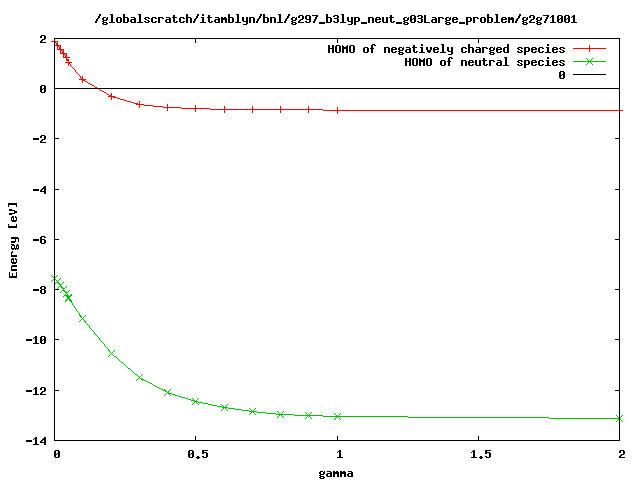 /globalscratch/itamblyn/bnl/g297_b3lyp_neut_g03Large_problem/g2g71001
HOMO of negatively charged species
HOMO of neutral species
0
2
0
-2
-4
-6
-8
-10
-12
-14
Energy [eV]
0 0.5 1 1.5 2
gamma